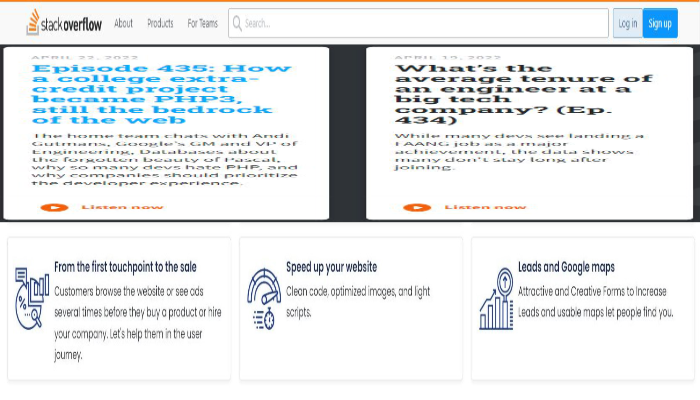 stackoverflow About Products For Teams Search... Log in Sign up
APRIL 22, 2022
Episode 435: How
a college extra-
credit project
became PHP3,
still the bedrock
of the web
The home team chats with Andi
Gutmans, Google's GM and VP of
Engineering, Databases about
the forgotten beauty of Pascal,
why so many devs hate PHP, and
why companies should prioritize
the developer experience.
Listen now
APRIL 19, 2022
What's the
average tenure of
an engineer at a
big tech
company? (Ep.
434)
While many devs see landing a
FAANG job as a major
achievement, the data shows
many don't stay long after
joining.
Listen now
From the first touchpoint to the sale
Customers browse the website or see ads
several times before they buy a product or hire
your company. Let's help them in the user
journey.
Speed up your website
Clean code, optimized images, and light
scripts.
Leads and Google maps
Attractive and Creative Forms to Increase
Leads and usable maps let people find you.